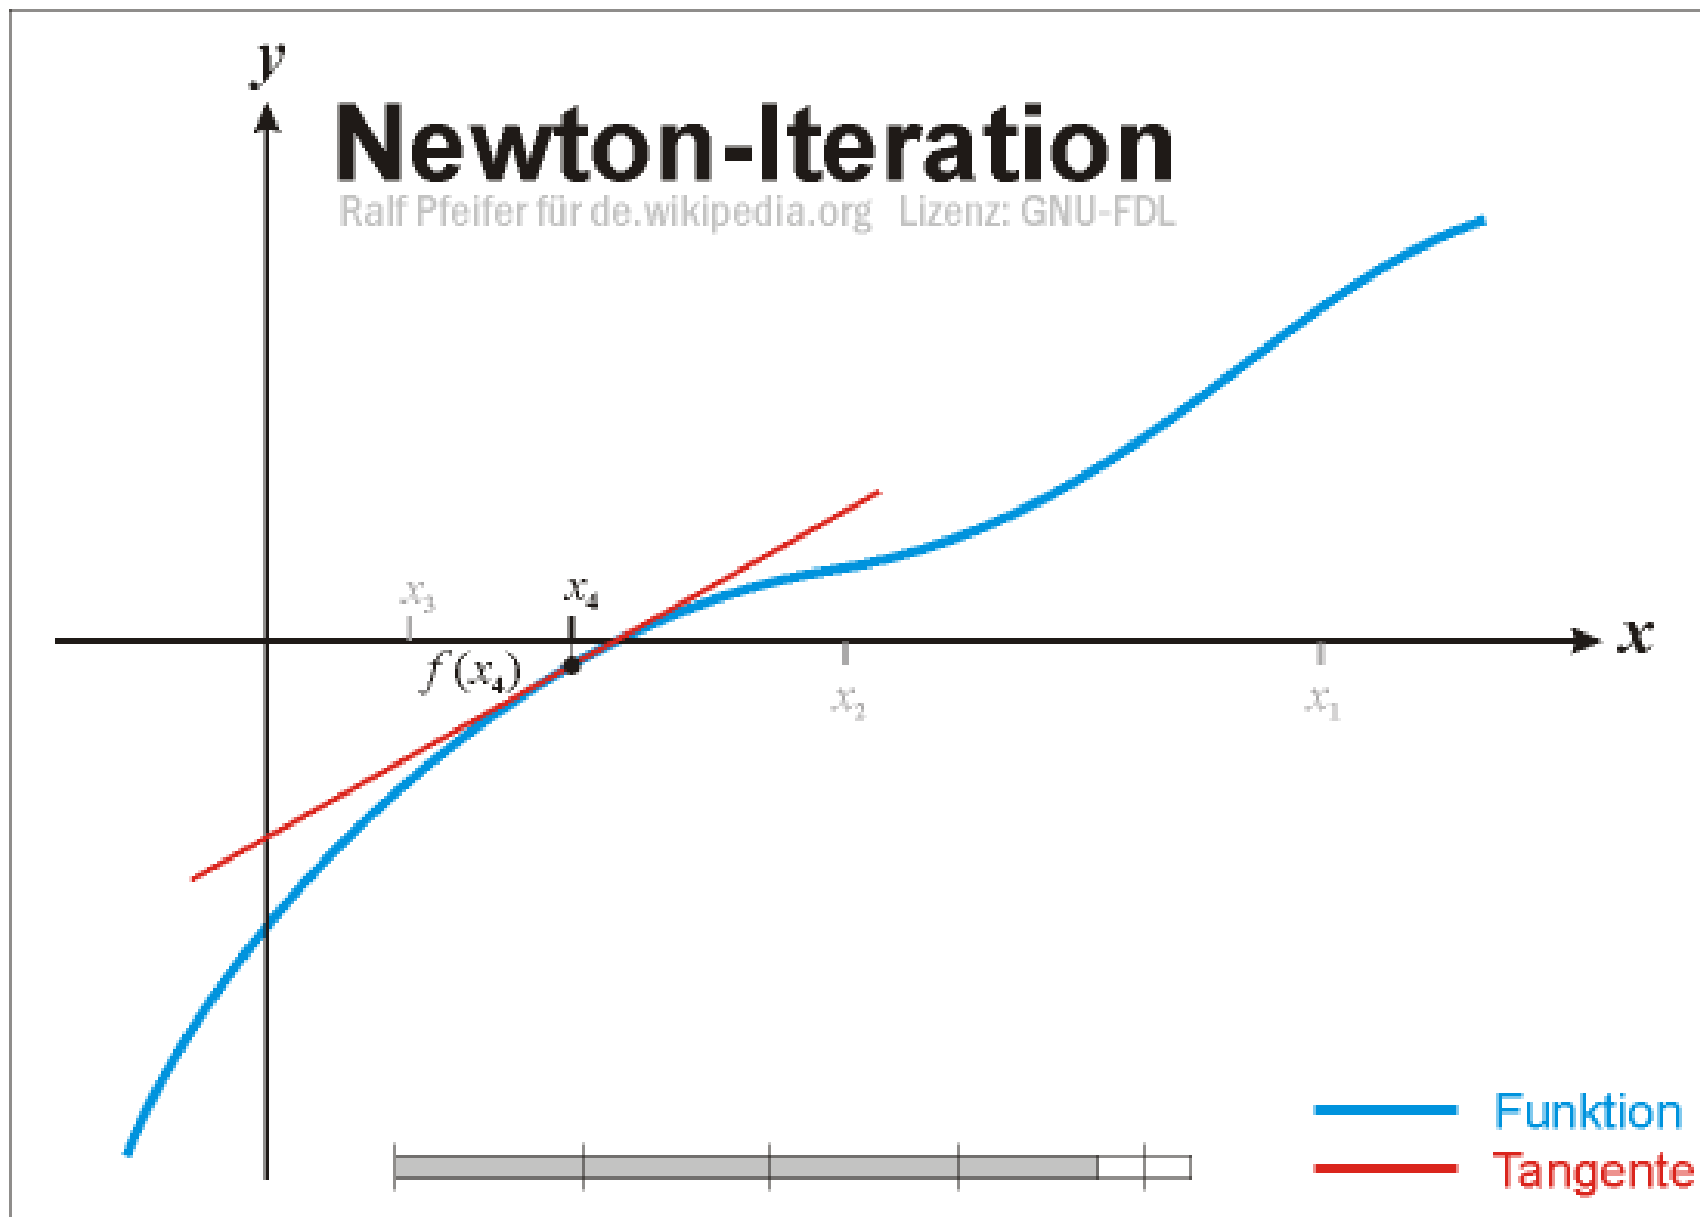 y
Newton-Iteration
Ralf Pfeifer für de.wikipedia.org Lizenz: GNU-FDL
x₃
x₄
x
f(x₄)
x₂
x₁
Funktion
Tangente